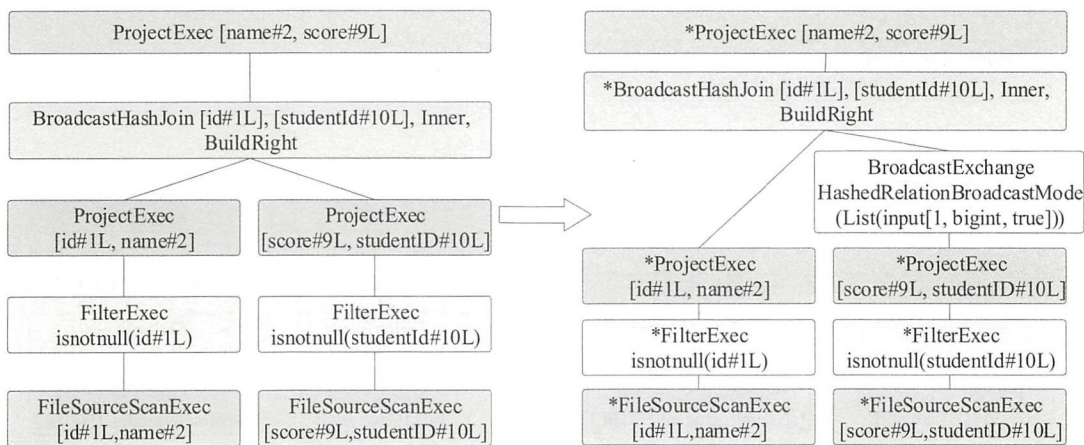 ProjectExec [name#2, score#9L]
BroadcastHashJoin [id#1L], [studentId#10L], Inner,
BuildRight
ProjectExec
[id#1L, name#2]
ProjectExec
[score#9L, studentID#10L]
FilterExec
isnotnull(id#1L)
FilterExec
isnotnull(studentId#10L)
FileSourceScanExec
[id#1L,name#2]
FileSourceScanExec
[score#9L,studentID#10L]
*ProjectExec [name#2, score#9L]
*BroadcastHashJoin [id#1L], [studentId#10L], Inner,
BuildRight
BroadcastExchange
HashedRelationBroadcastMode
(List(input[1, bigint, true]))
*ProjectExec
[id#1L, name#2]
*ProjectExec
[score#9L, studentID#10L]
*FilterExec
isnotnull(id#1L)
*FilterExec
isnotnull(studentId#10L)
*FileSourceScanExec
[id#1L,name#2]
*FileSourceScanExec
[score#9L,studentID#10L]